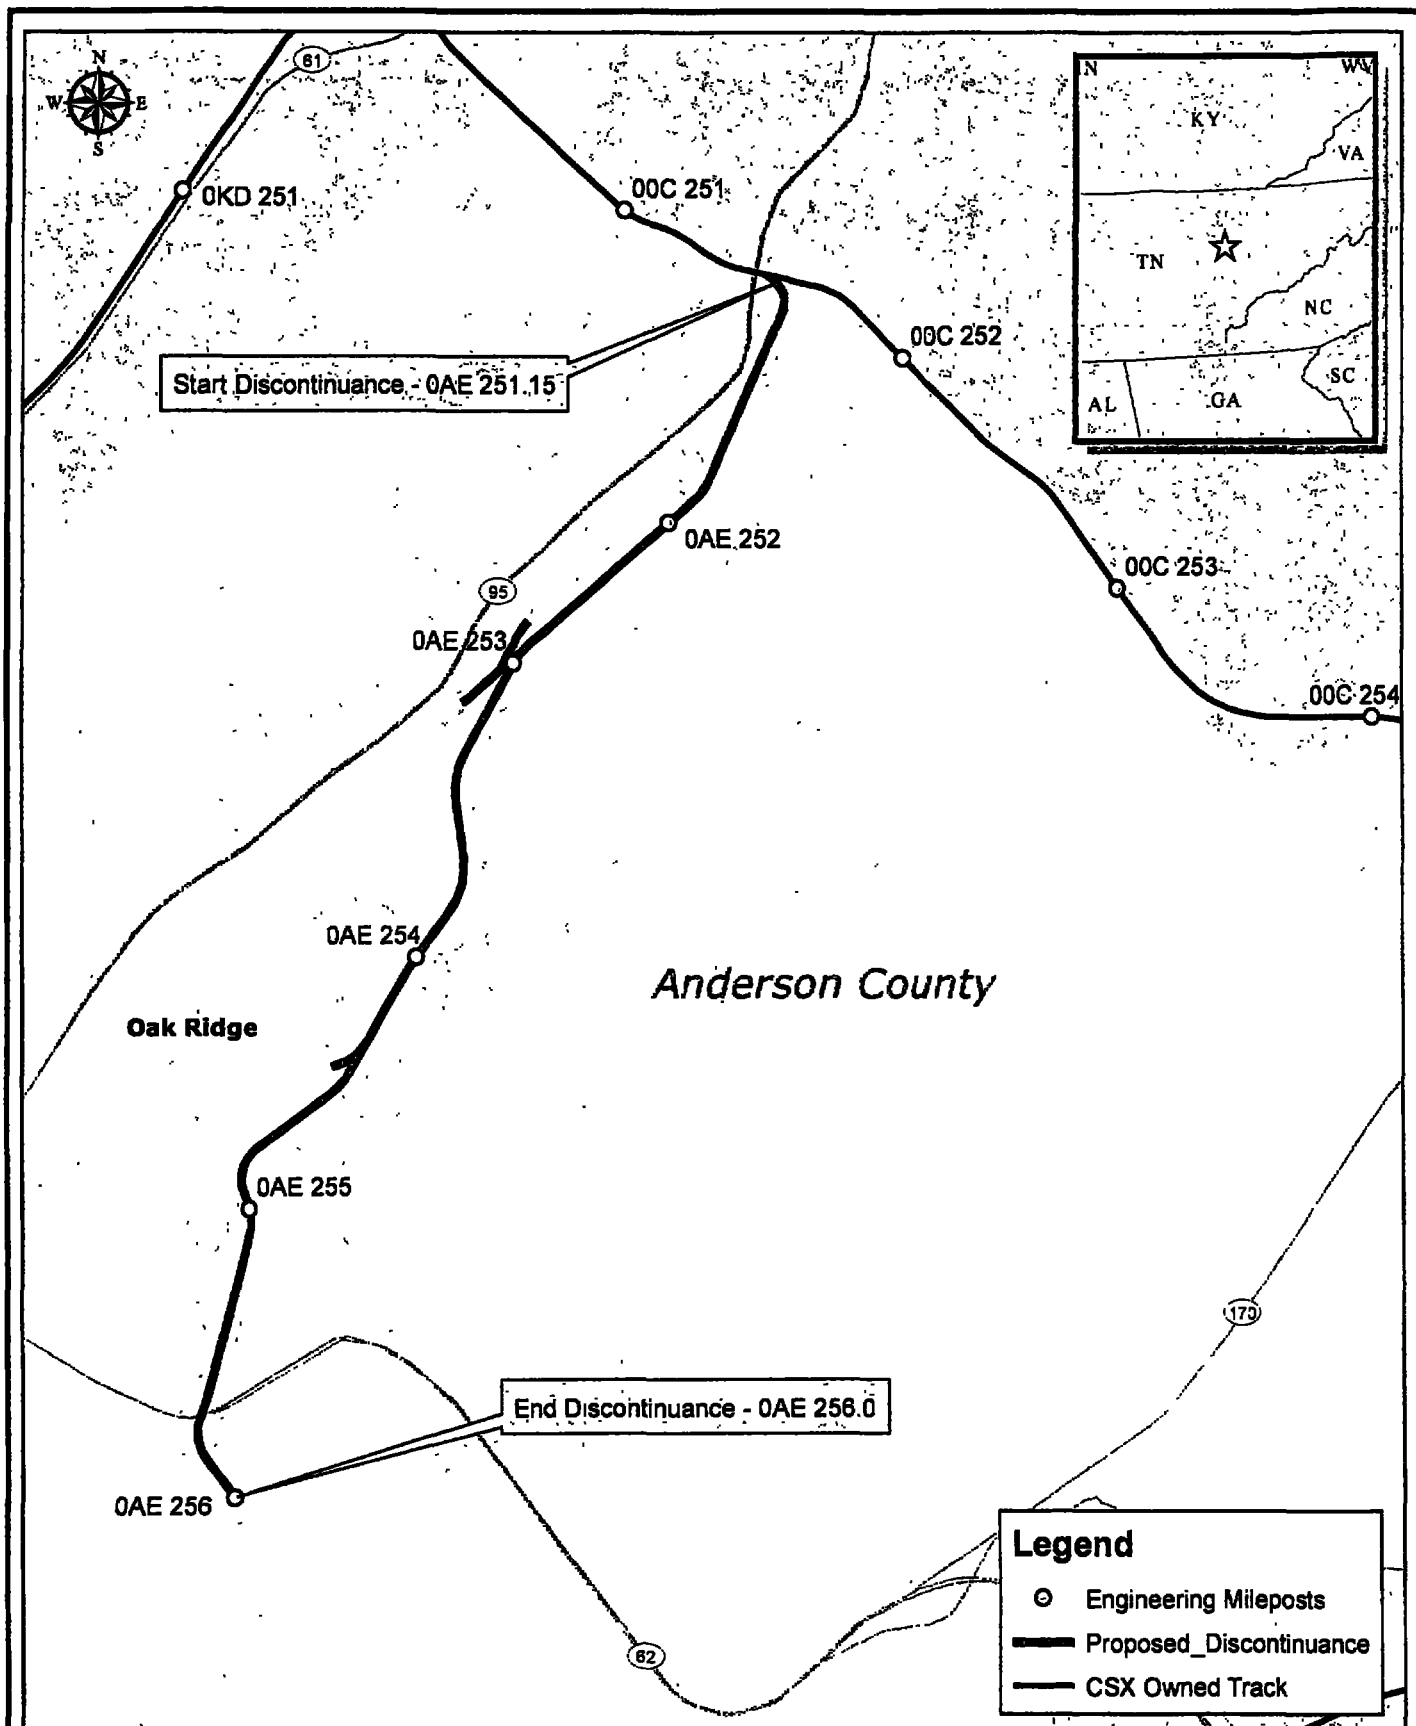 N
W E
S
61
0KD 251
00C 251
N
WV
KY
VA
TN
NC
SC
AL
GA
00C 252
Start Discontinuance - 0AE 251.15
0AE 252
00C 253
95
0AE 253
00C 254
0AE 254
Anderson County
Oak Ridge
0AE 255
170
End Discontinuance - 0AE 256.0
0AE 256
62
Legend
Engineering Mileposts
Proposed_Discontinuance
CSX Owned Track